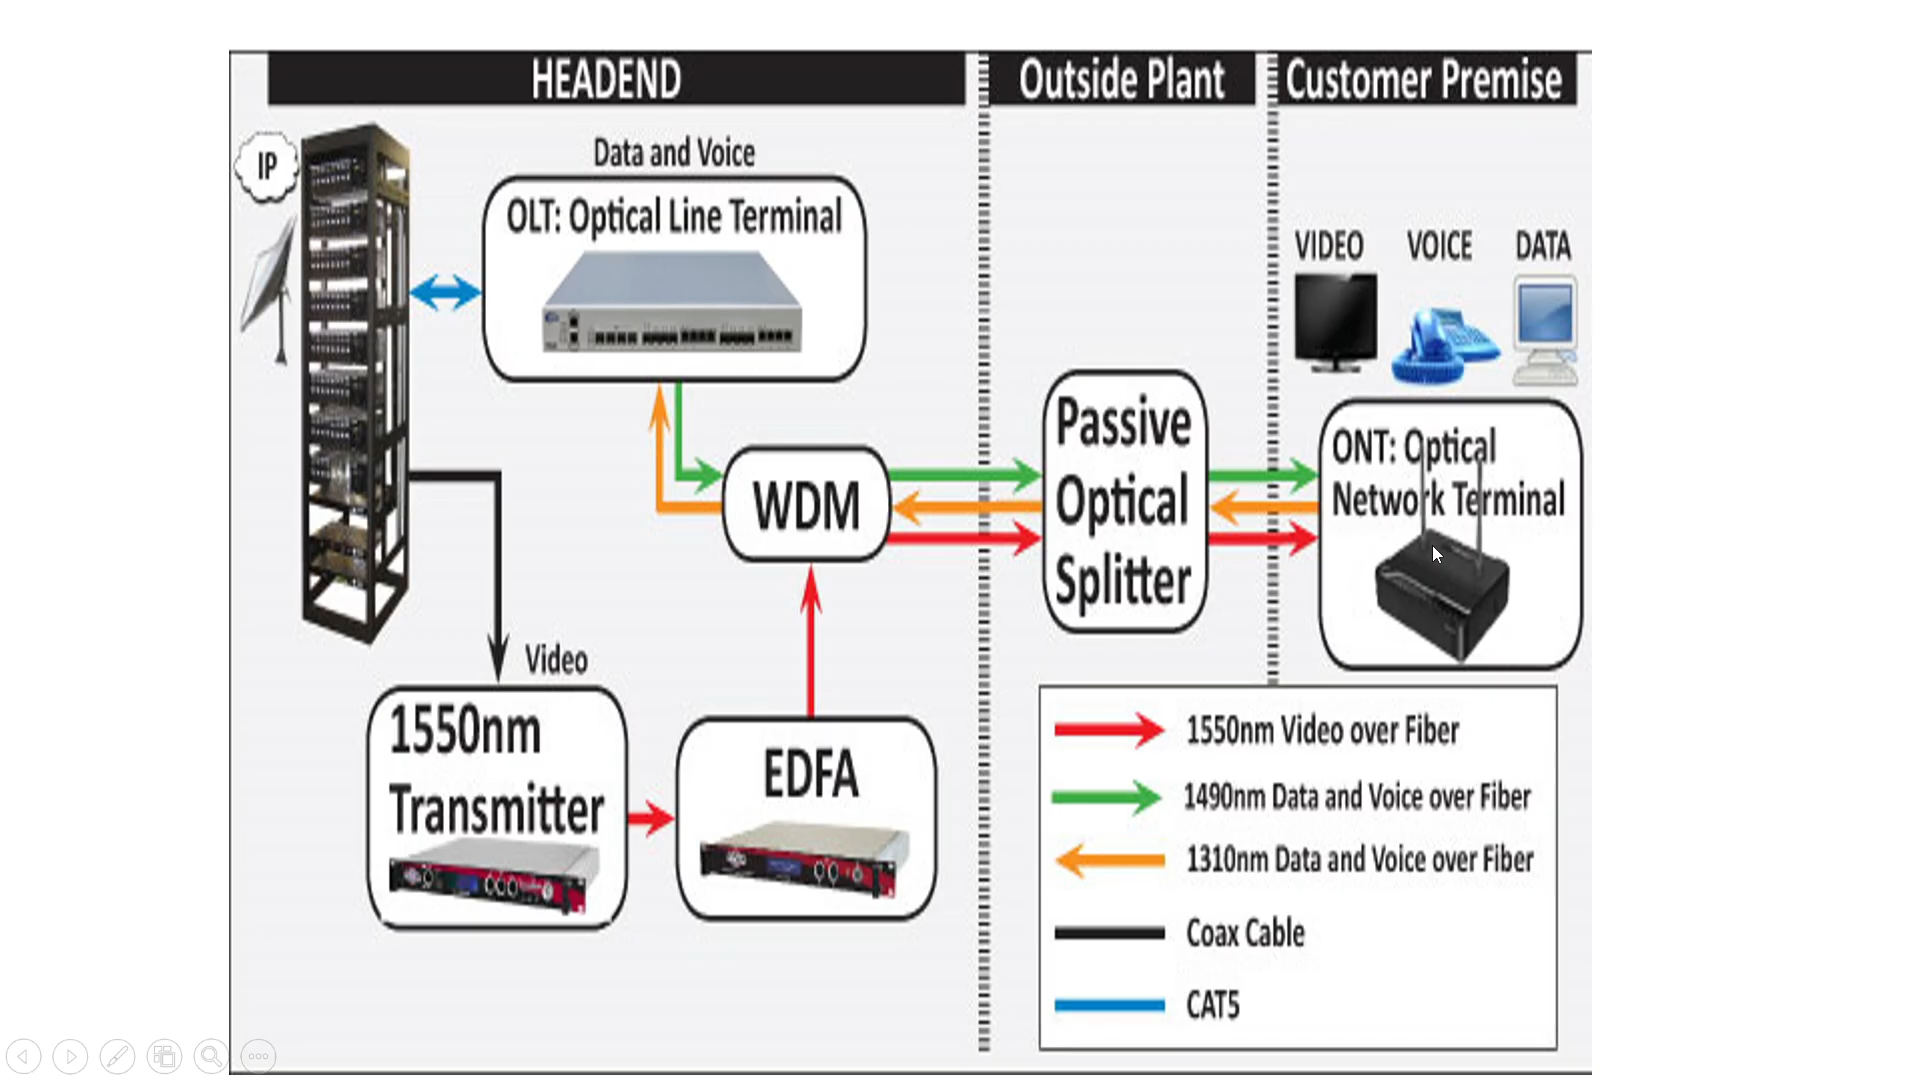 HEADEND
Outside Plant
Customer Premise
IP
Data and Voice
OLT: Optical Line Terminal
VIDEO
VOICE
DATA
WDM
Passive
Optical
Splitter
ONT: Optical
Network Terminal
Video
1550nm
Transmitter
EDFA
1550nm Video over Fiber
1490nm Data and Voice over Fiber
1310nm Data and Voice over Fiber
Coax Cable
CAT5